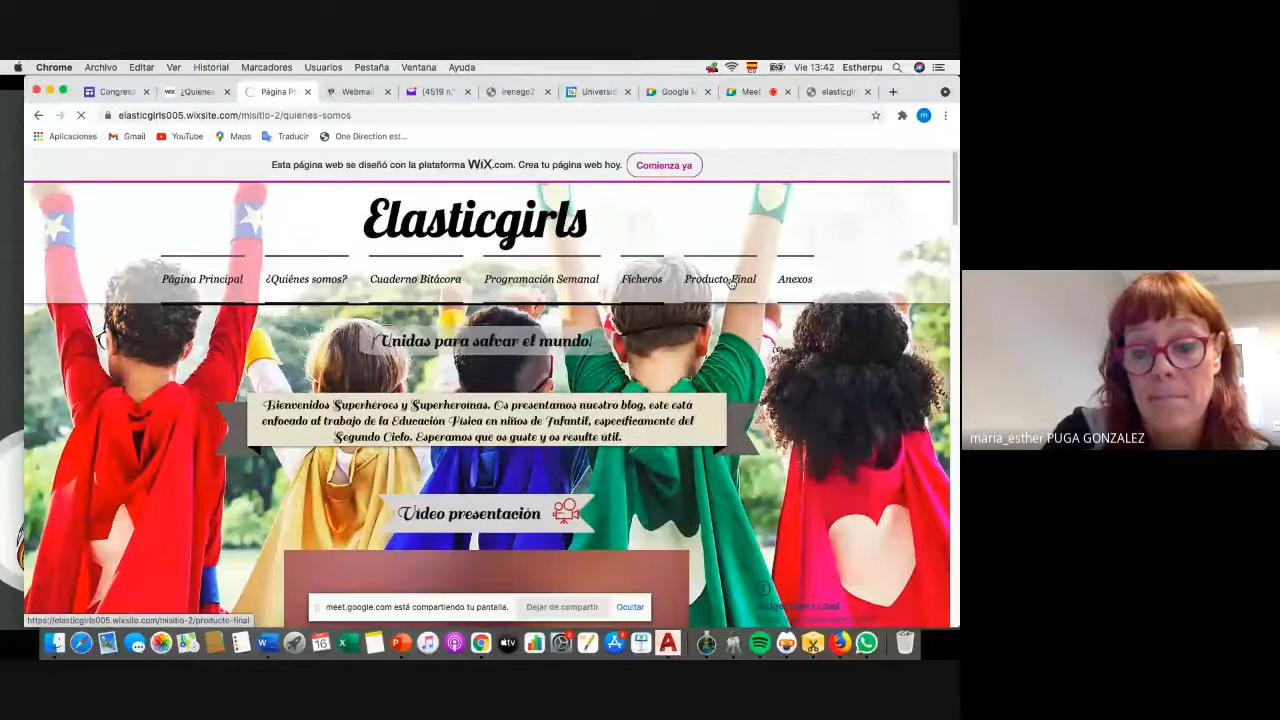 Chrome Archivo Editar Ver Historial Marcadores Usuarios Pestaña Ventana Ayuda Vie 13:42 Estherpu
Congres ¿Quienes Página Pr Webmail (4519 n. irenego2 Universi Google M Meet elasticgir
elasticgirls005.wixsite.com/misitio-2/quienes-somos
Aplicaciones Gmail YouTube Maps Traducir One Direction est...
Esta página web se diseñó con la plataforma WiX.com. Crea tu página web hoy. Comienza ya
Elasticgirls
Página Principal ¿Quiénes somos? Cuaderno Bitácora Programación Semanal Ficheros Producto Final Anexos
¡Unidas para salvar el mundo!
Bienvenidos Superhéroes y Superheroínas. Os presentamos nuestro blog, este está
enfocado al trabajo de la Educación Física en niños de Infantil, específicamente del
Segundo Ciclo. Esperamos que os guste y os resulte útil.
Vídeo presentación
meet.google.com está compartiendo tu pantalla. Dejar de compartir Ocultar
https://elasticgirls005.wixsite.com/misitio-2/producto-final
maria_esther PUGA GONZALEZ